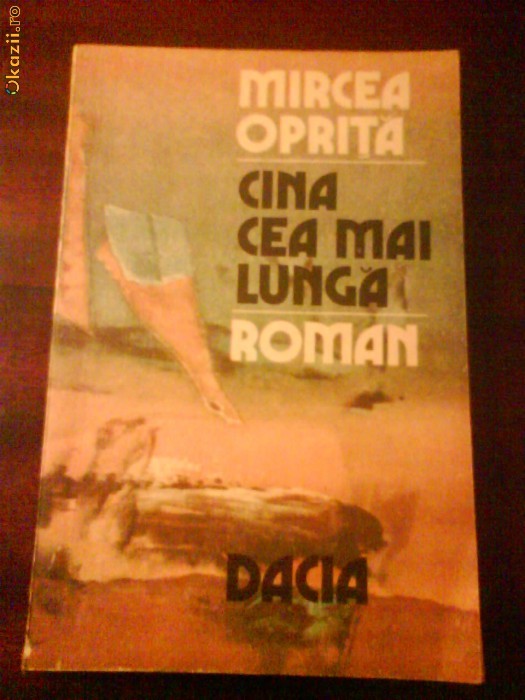 Okazii.ro
MIRCEA
OPRIȚĂ
CINA
CEA MAI
LUNGĂ
ROMAN
DACIA